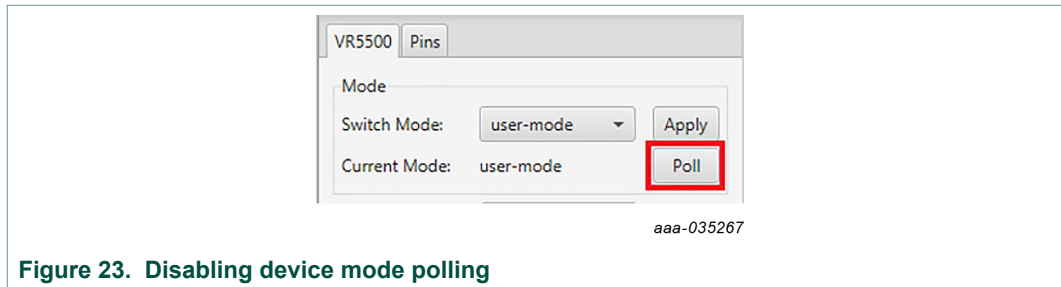 VR5500 Pins
Mode
Switch Mode: user-mode Apply
Current Mode: user-mode Poll
aaa-035267
Figure 23. Disabling device mode polling